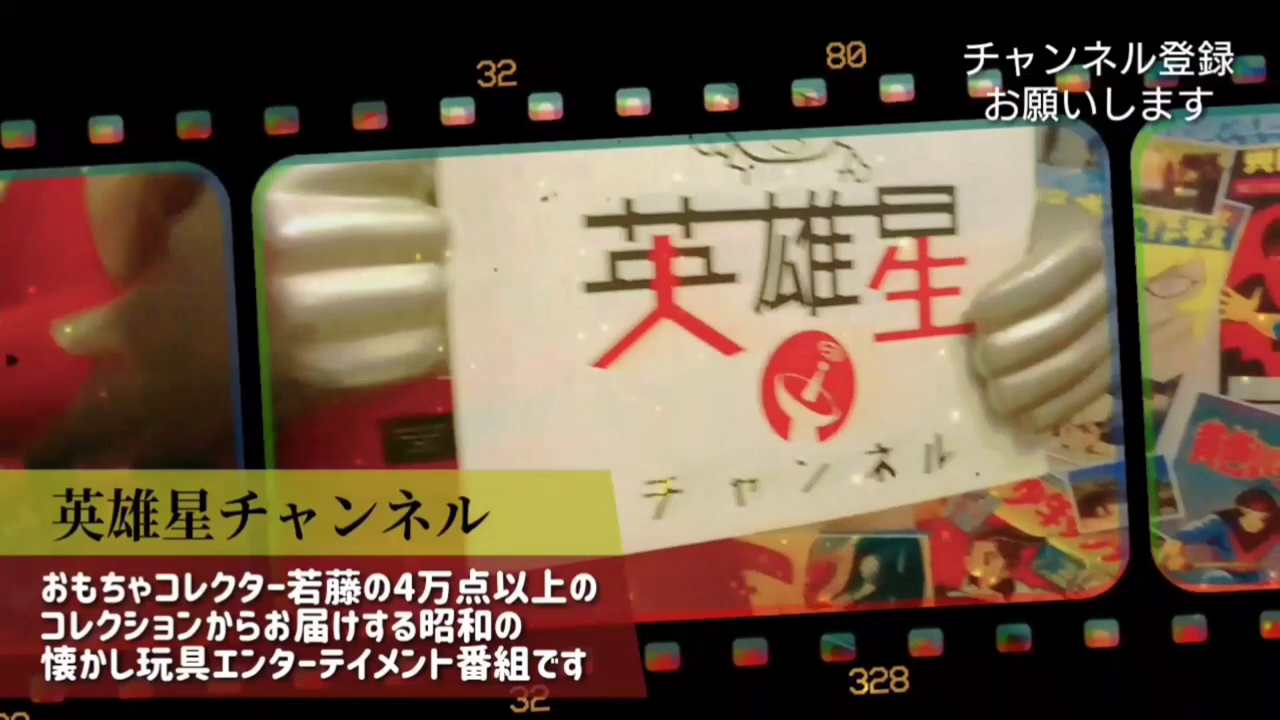 32
80
チャンネル登録
お願いします
英雄星
チャンネル
英雄星チャンネル
おもちゃコレクター若藤の4万点以上の
コレクションからお届けする昭和の
懐かし玩具エンターテイメント番組です
32
328